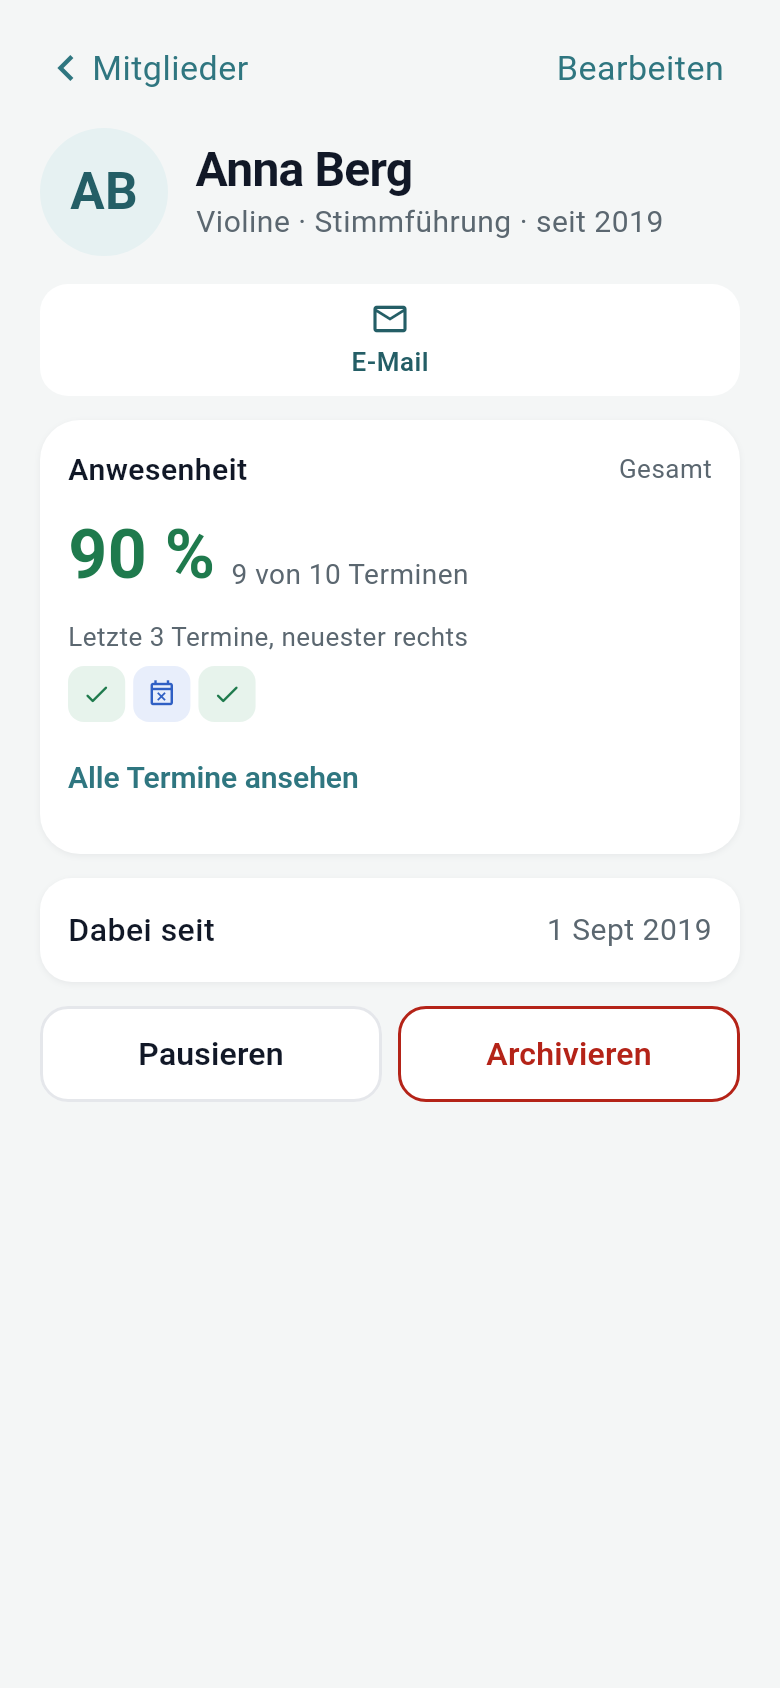 Mitglieder
Bearbeiten
AB
Anna Berg
Violine · Stimmführung · seit 2019
E-Mail
Anwesenheit
Gesamt
90 %
9 von 10 Terminen
Letzte 3 Termine, neuester rechts
Alle Termine ansehen
Dabei seit
1 Sept 2019
Pausieren
Archivieren